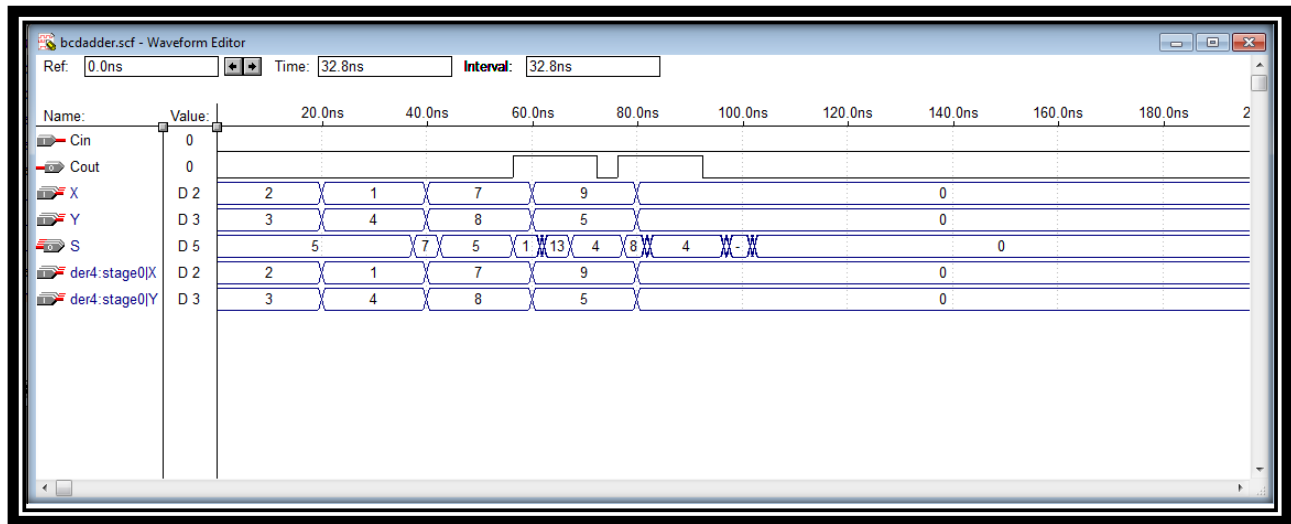 bcdadder.scf - Waveform Editor
Ref: 0.0ns Time: 32.8ns Interval: 32.8ns
Name: Value: 20.0ns 40.0ns 60.0ns 80.0ns 100.0ns 120.0ns 140.0ns 160.0ns 180.0ns 2
Cin 0
Cout 0
X D 2 2 1 7 9 0
Y D 3 3 4 8 5 0
S D 5 5 7 5 1 13 4 8 4 - 0
der4:stage0|X D 2 2 1 7 9 0
der4:stage0|Y D 3 3 4 8 5 0